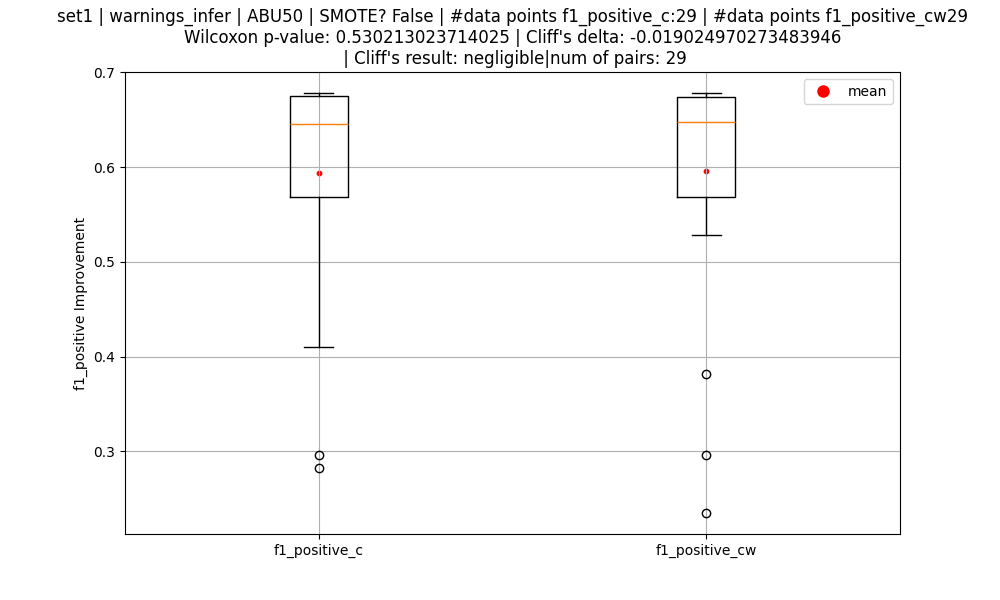 set1 | warnings_infer | ABU50 | SMOTE? False | #data points f1_positive_c:29 | #data points f1_positive_cw29
Wilcoxon p-value: 0.530213023714025 | Cliff's delta: -0.019024970273483946
| Cliff's result: negligible|num of pairs: 29
mean
f1_positive Improvement
0.7
0.6
0.5
0.4
0.3
f1_positive_c
f1_positive_cw